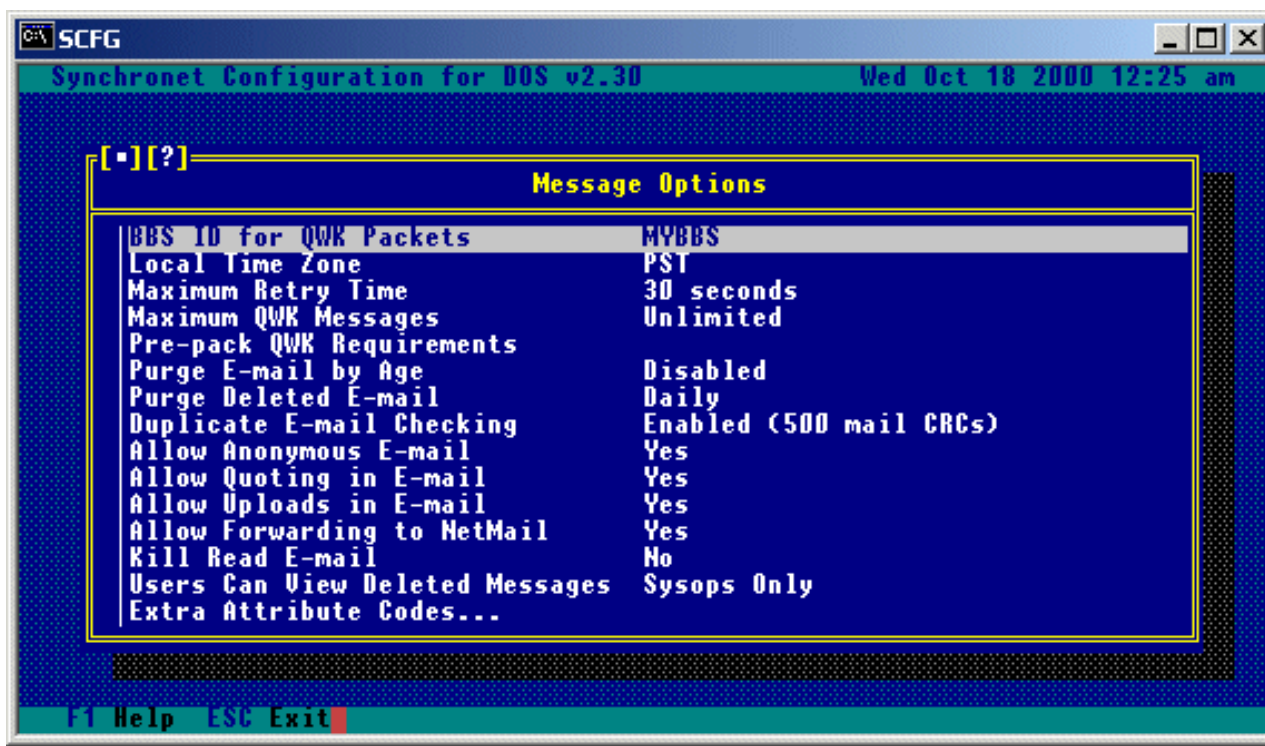 SCFG
Synchronet Configuration for DOS v2.30 Wed Oct 18 2000 12:25 am
[▪][?]
Message Options
BBS ID for QWK Packets MYBBS
Local Time Zone PST
Maximum Retry Time 30 seconds
Maximum QWK Messages Unlimited
Pre-pack QWK Requirements
Purge E-mail by Age Disabled
Purge Deleted E-mail Daily
Duplicate E-mail Checking Enabled (500 mail CRCs)
Allow Anonymous E-mail Yes
Allow Quoting in E-mail Yes
Allow Uploads in E-mail Yes
Allow Forwarding to NetMail Yes
Kill Read E-mail No
Users Can View Deleted Messages Sysops Only
Extra Attribute Codes...
F1 Help ESC Exit